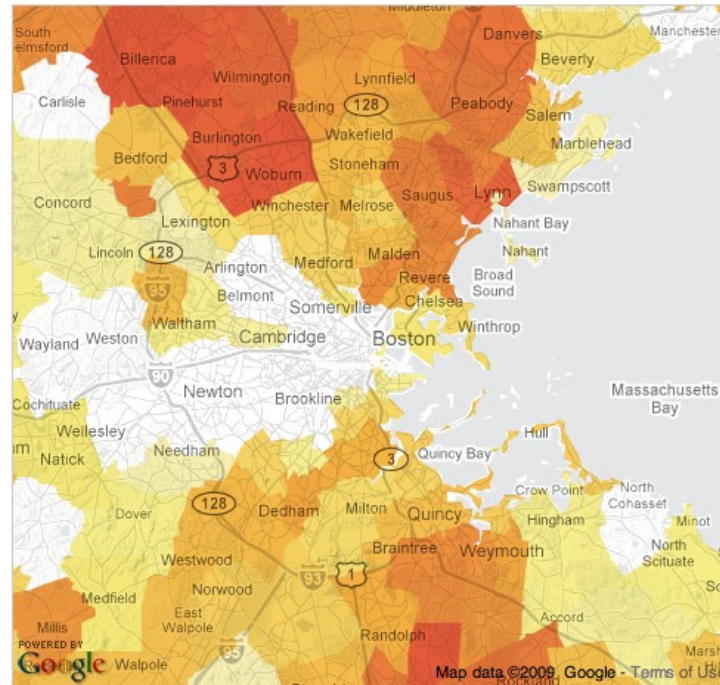 Middleton
South
elmsford
Danvers
Manchester
Billerica
Beverly
Wilmington
Lynnfield
Carlisle
Pinehurst
Reading
128
Peabody
Salem
Burlington
Wakefield
Marblehead
Bedford
3
Stoneham
Woburn
Saugus
Lynn
Swampscott
Concord
Winchester
Melrose
Lexington
Nahant Bay
Lincoln
128
Malden
Nahant
Arlington
Medford
Revere
Broad
Sound
95
Belmont
Somerville
Chelsea
Waltham
Winthrop
Wayland
Weston
Cambridge
Boston
90
Newton
Brookline
Massachusetts
Bay
Cochituate
Wellesley
Hull
m
Natick
Needham
3
Quincy Bay
Crow Point
North
Cohasset
128
Dover
Dedham
Milton
Quincy
Hingham
Minot
Braintree
Weymouth
North
Scituate
Westwood
93
1
Medfield
Norwood
Millis
East
Walpole
Accord
Randolph
POWERED BY
Google
Walpole
95
Rockland
Map data ©2009 Google - Terms of Us